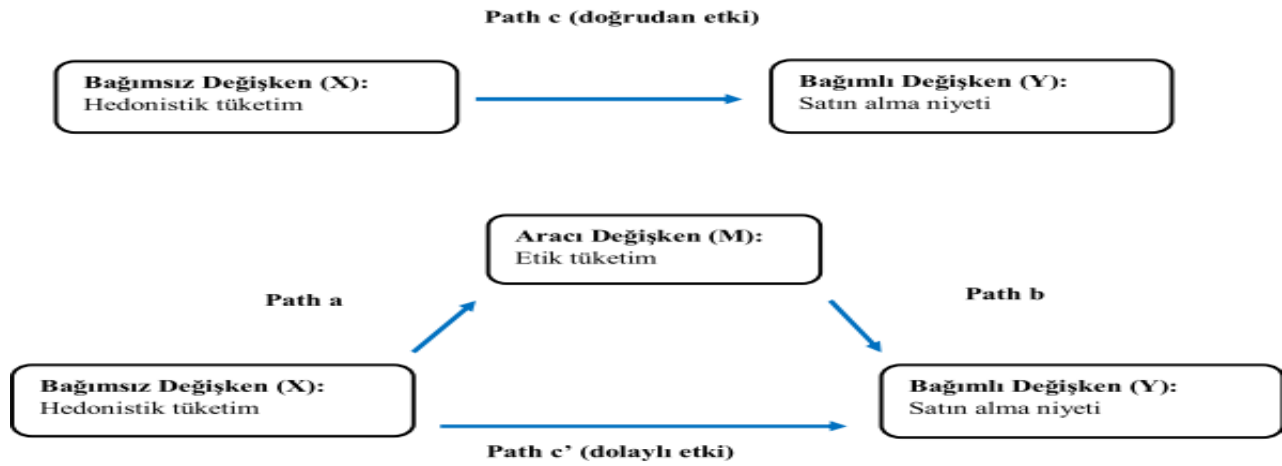 Path c (doğrudan etki)
Bağımsız Değişken (X):
Hedonistik tüketim
Bağımlı Değişken (Y):
Satın alma niyeti
Aracı Değişken (M):
Etik tüketim
Path a
Path b
Bağımsız Değişken (X):
Hedonistik tüketim
Bağımlı Değişken (Y):
Satın alma niyeti
Path c’ (dolaylı etki)